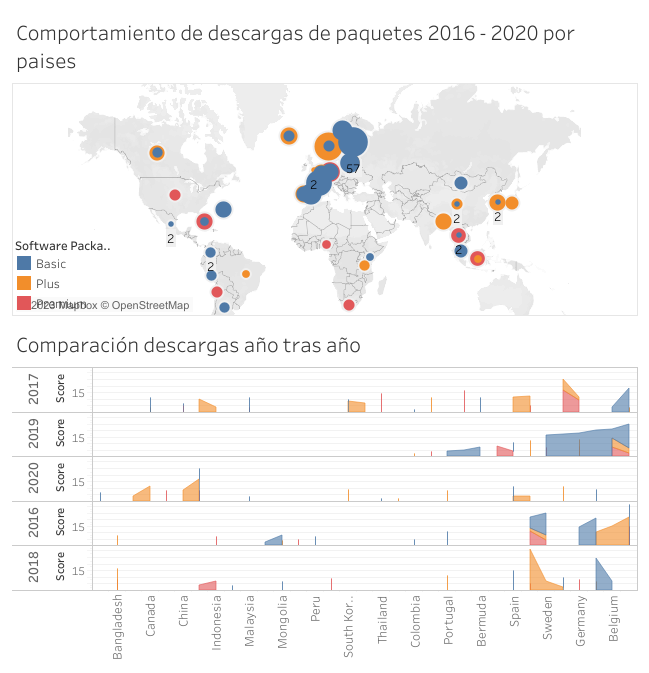 Comportamiento de descargas de paquetes 2016 - 2020 por
paises
57
2
2
2
2
2
2
Software Packa..
Basic
Plus
Premium
© 2023 Mapbox © OpenStreetMap
Comparación descargas año tras año
2017 Score 15
2019 Score 15
2020 Score 15
2016 Score 15
2018 Score 15
Bangladesh
Canada
China
Indonesia
Malaysia
Mongolia
Peru
South Kor..
Thailand
Colombia
Portugal
Bermuda
Spain
Sweden
Germany
Belgium